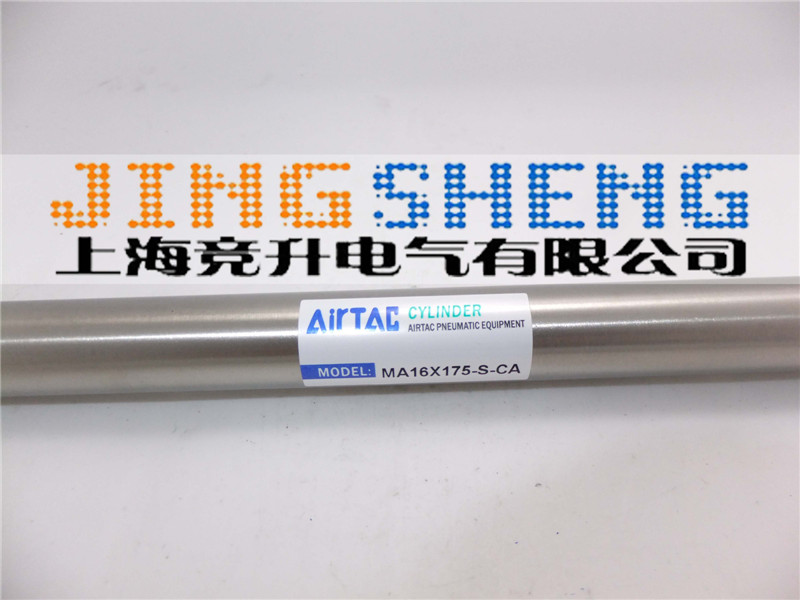 JINGSHENG
上海竞升电气有限公司
AirTAC CYLINDER
AIRTAC PNEUMATIC EQUIPMENT
MODEL: MA16X175-S-CA